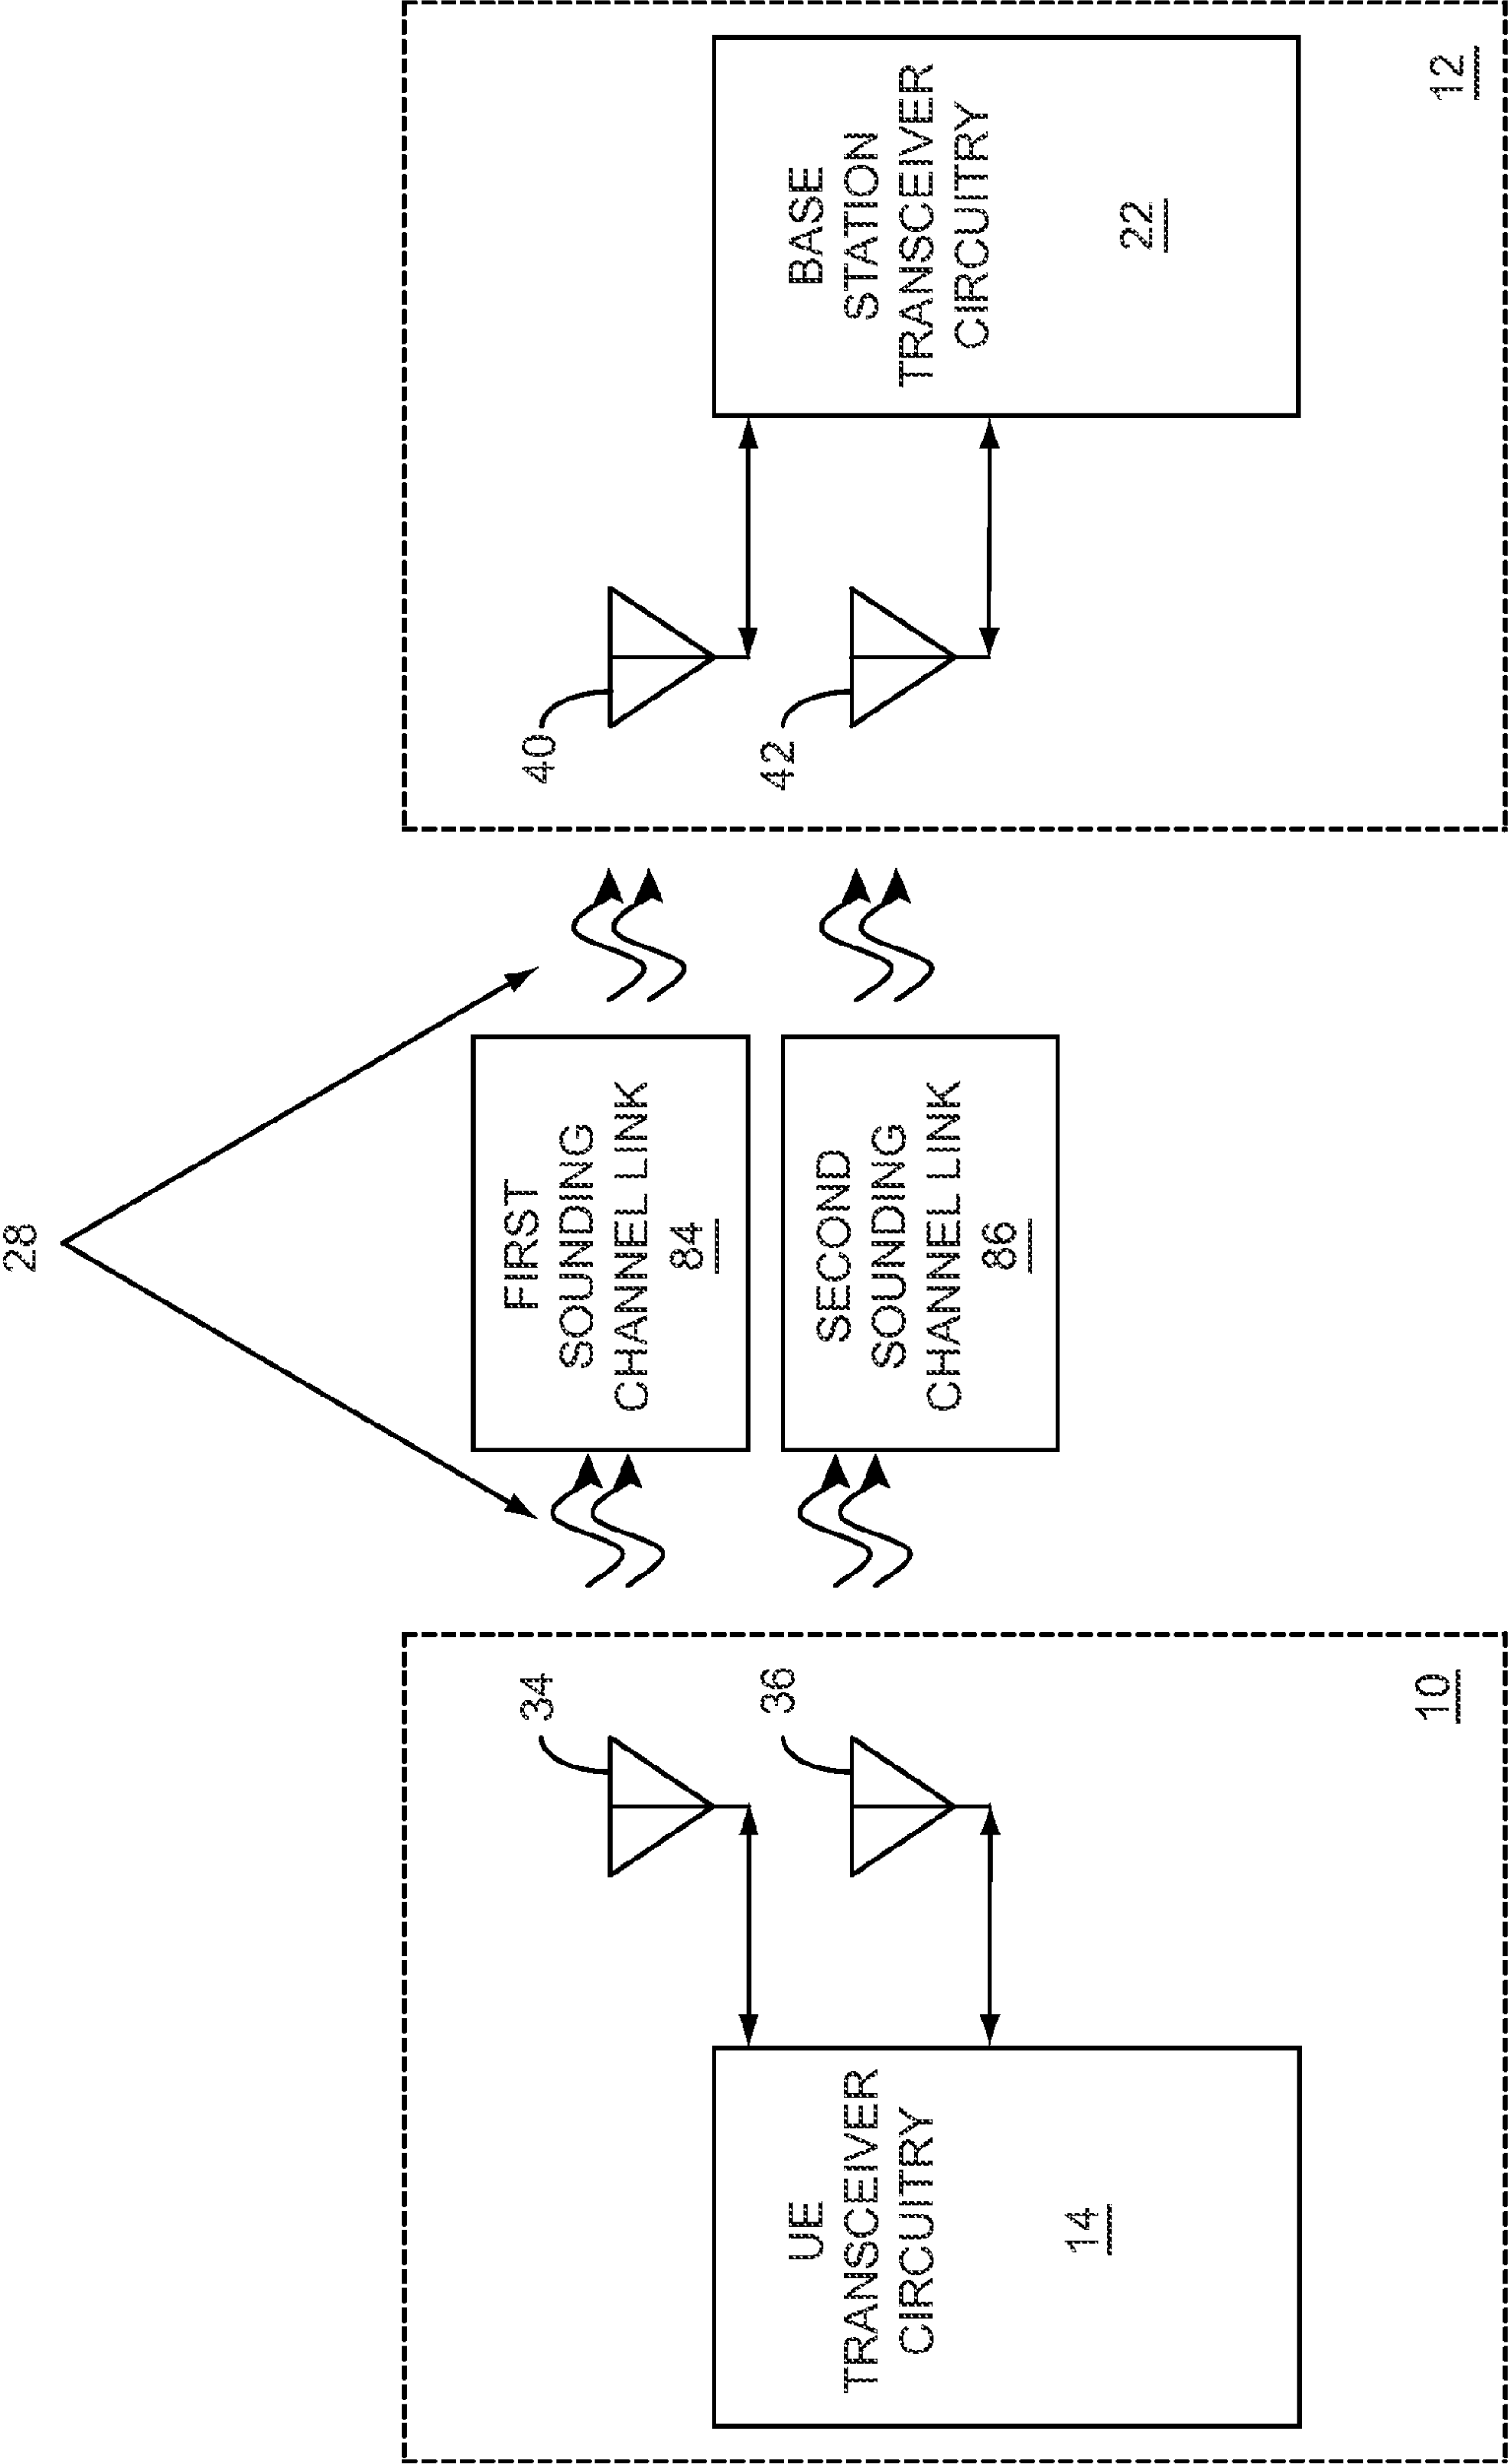 28
34
36
UE
TRANSCEIVER
CIRCUITRY
14
10
FIRST
SOUNDING
CHANNEL LINK
84
SECOND
SOUNDING
CHANNEL LINK
86
40
42
BASE
STATION
TRANSCEIVER
CIRCUITRY
22
12